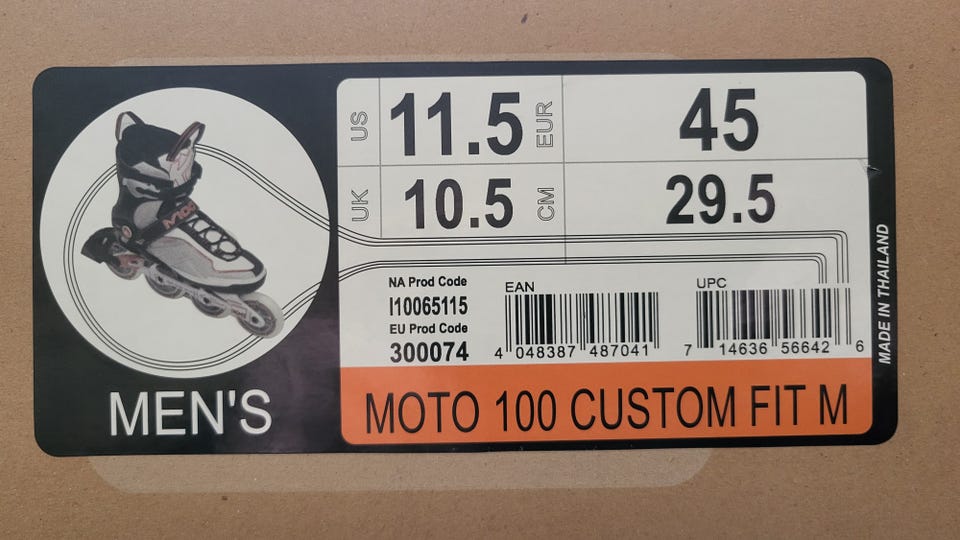 US 11.5 EUR 45
UK 10.5 CM 29.5
NA Prod Code
I10065115
EU Prod Code
300074
EAN
4 048387 487041
UPC
7 14636 56642 6
MADE IN THAILAND
MEN'S
MOTO 100 CUSTOM FIT M